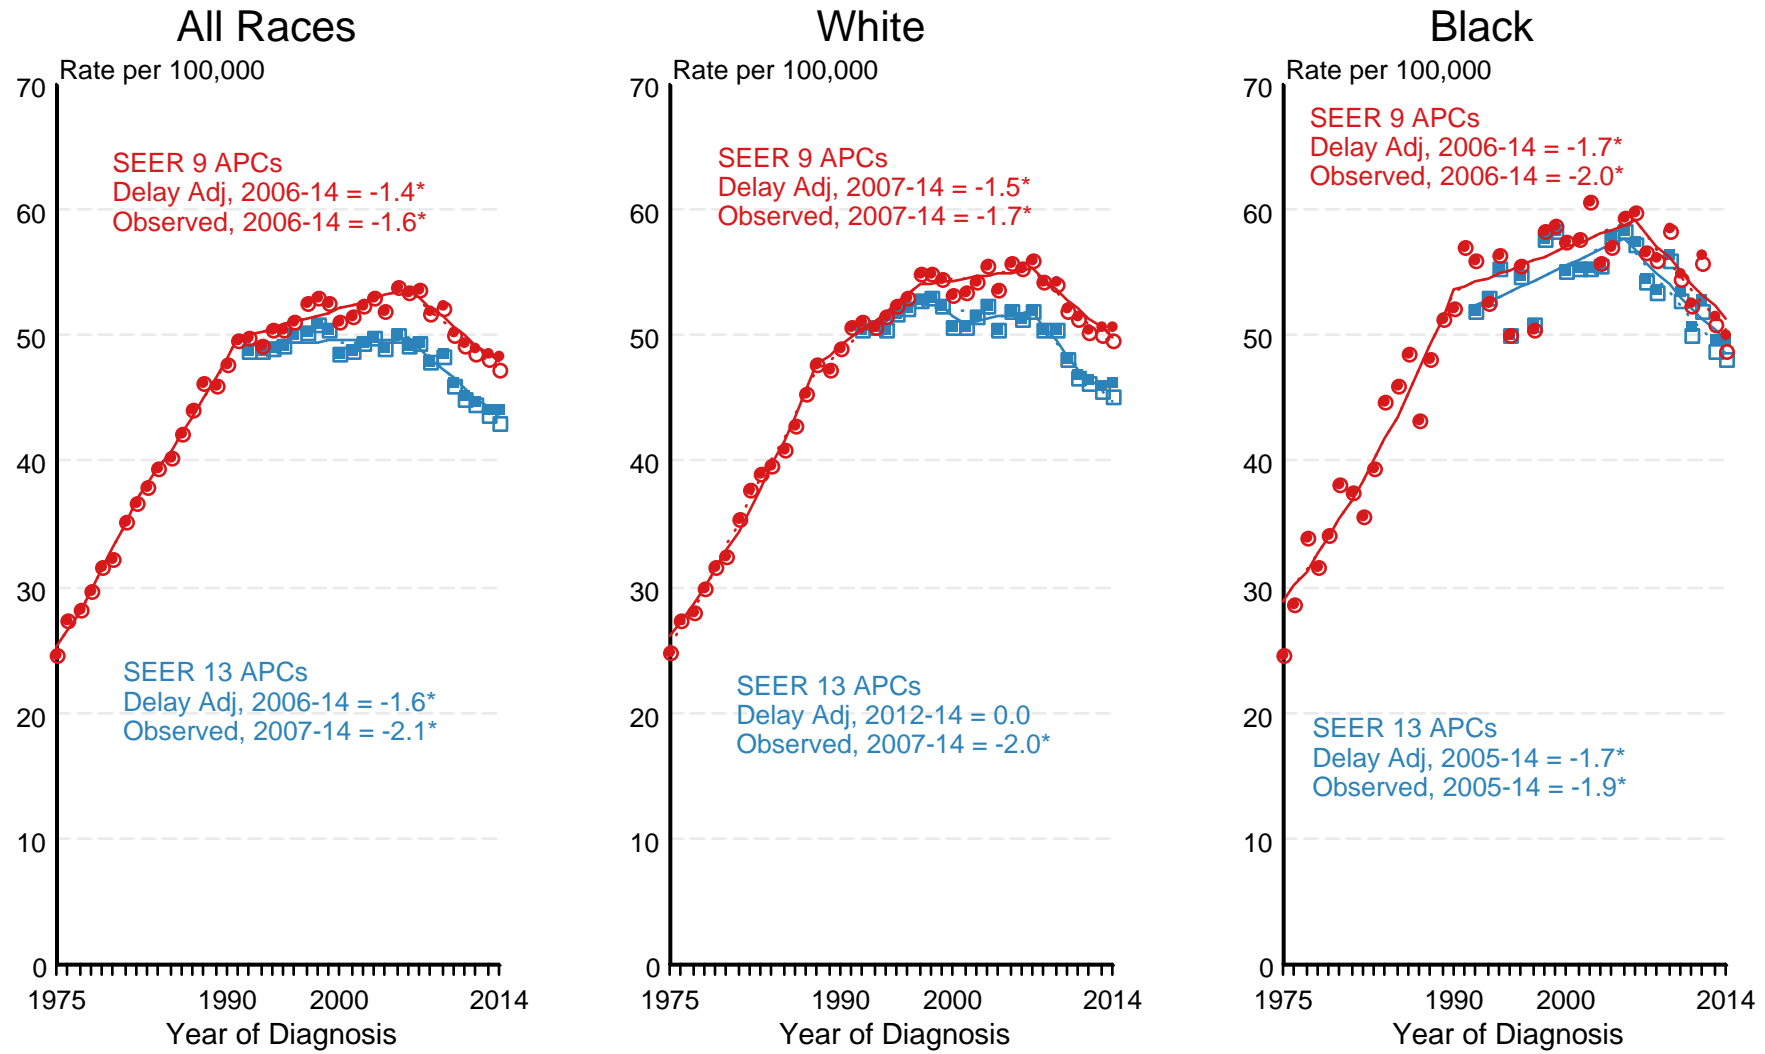 All Races
Rate per 100,000
70
60
50
40
30
20
10
0
SEER 9 APCs
Delay Adj, 2006-14 = -1.4*
Observed, 2006-14 = -1.6*
SEER 13 APCs
Delay Adj, 2006-14 = -1.6*
Observed, 2007-14 = -2.1*
1975 1990 2000 2014
Year of Diagnosis
White
Rate per 100,000
70
60
50
40
30
20
10
0
SEER 9 APCs
Delay Adj, 2007-14 = -1.5*
Observed, 2007-14 = -1.7*
SEER 13 APCs
Delay Adj, 2012-14 = 0.0
Observed, 2007-14 = -2.0*
1975 1990 2000 2014
Year of Diagnosis
Black
Rate per 100,000
70
60
50
40
30
20
10
0
SEER 9 APCs
Delay Adj, 2006-14 = -1.7*
Observed, 2006-14 = -2.0*
SEER 13 APCs
Delay Adj, 2005-14 = -1.7*
Observed, 2005-14 = -1.9*
1975 1990 2000 2014
Year of Diagnosis